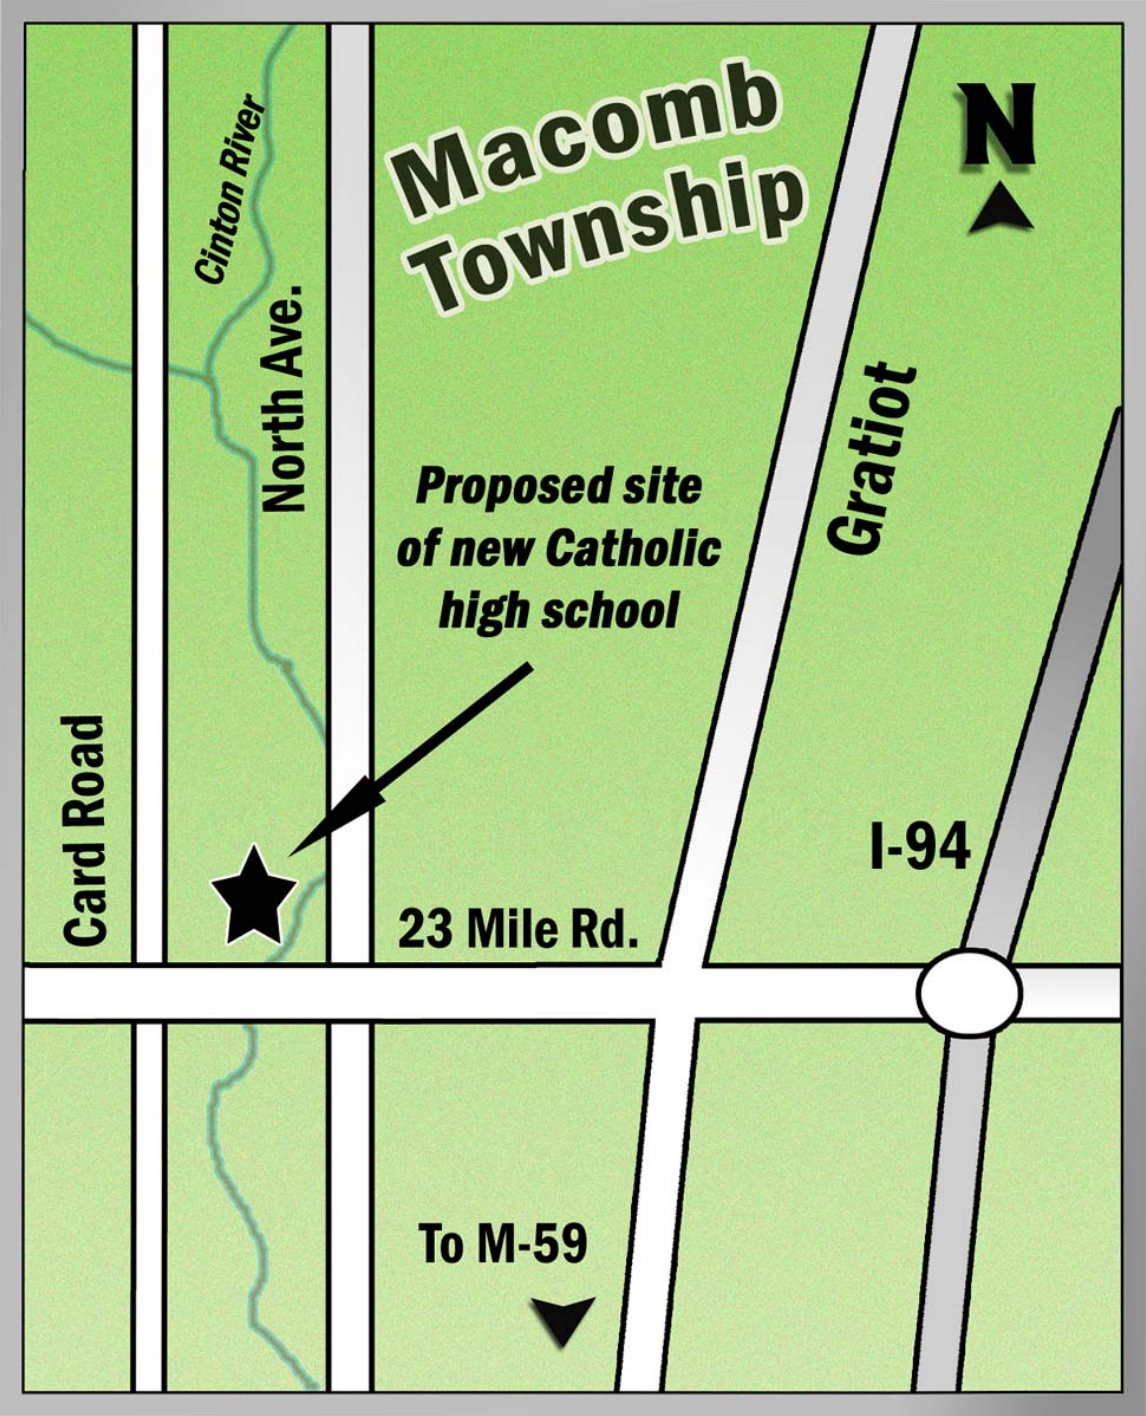 Macomb
Township
N
Cinton River
North Ave.
Gratiot
Proposed site
of new Catholic
high school
Card Road
I-94
23 Mile Rd.
To M-59